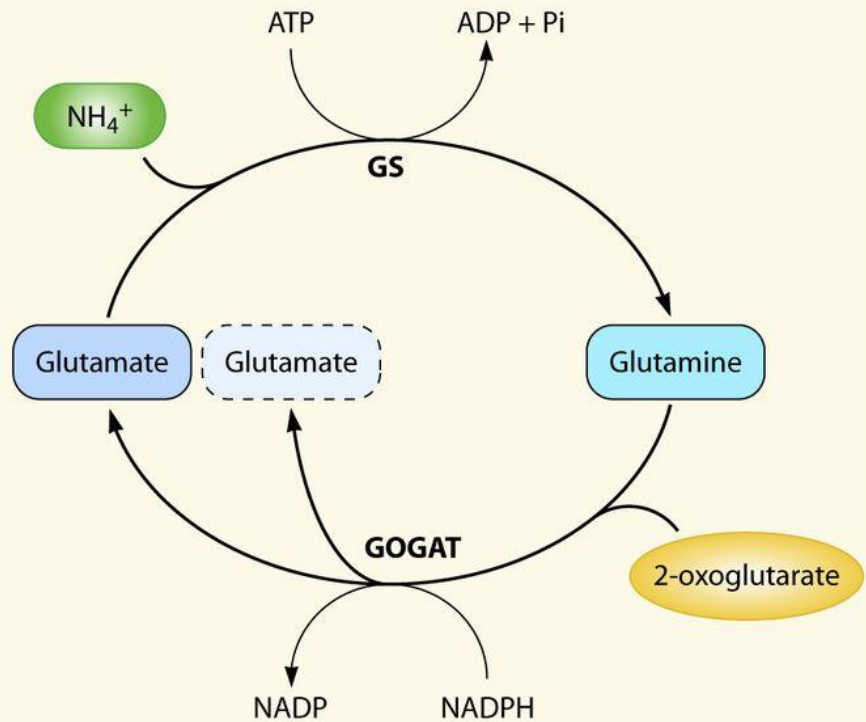 ATP
ADP + Pi
NH₄⁺
GS
Glutamate
Glutamate
Glutamine
GOGAT
2-oxoglutarate
NADP
NADPH